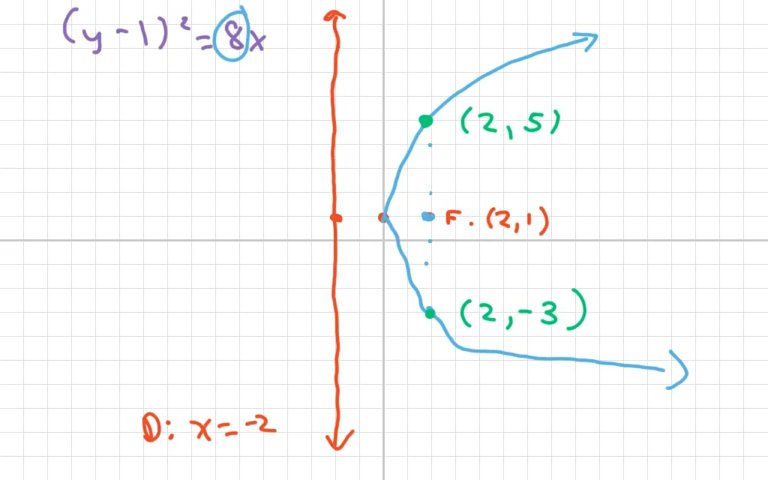 (y - 1)² = 8x
(2, 5)
F. (2, 1)
(2, -3)
D: x = -2